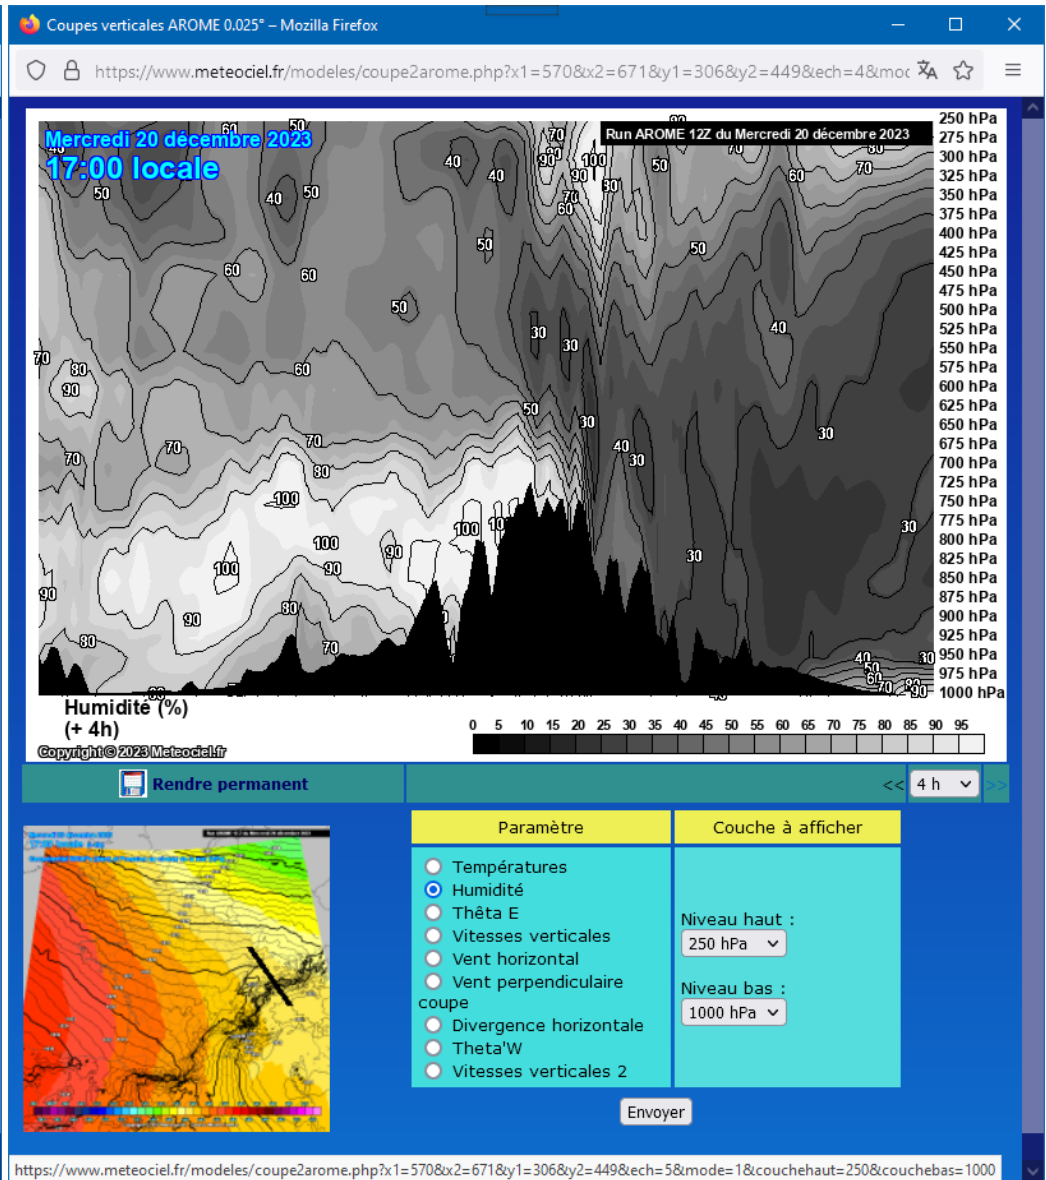 Coupes verticales AROME 0.025° – Mozilla Firefox
https://www.meteociel.fr/modeles/coupe2arome.php?x1=570&x2=671&y1=306&y2=449&ech=4&moc
Mercredi 20 décembre 2023
17:00 locale
Run AROME 12Z du Mercredi 20 décembre 2023
250 hPa
275 hPa
300 hPa
325 hPa
350 hPa
375 hPa
400 hPa
425 hPa
450 hPa
475 hPa
500 hPa
525 hPa
550 hPa
575 hPa
600 hPa
625 hPa
650 hPa
675 hPa
700 hPa
725 hPa
750 hPa
775 hPa
800 hPa
825 hPa
850 hPa
875 hPa
900 hPa
925 hPa
950 hPa
975 hPa
1000 hPa
Humidité (%)
(+ 4h)
Copyright © 2023 Meteociel.fr
0 5 10 15 20 25 30 35 40 45 50 55 60 65 70 75 80 85 90 95
Rendre permanent
<< 4 h >>
Paramètre
Couche à afficher
Températures
Humidité
Thêta E
Vitesses verticales
Vent horizontal
Vent perpendiculaire
coupe
Divergence horizontale
Theta'W
Vitesses verticales 2
Niveau haut :
250 hPa
Niveau bas :
1000 hPa
Envoyer
https://www.meteociel.fr/modeles/coupe2arome.php?x1=570&x2=671&y1=306&y2=449&ech=5&mode=1&couchehaut=250&couchebas=1000